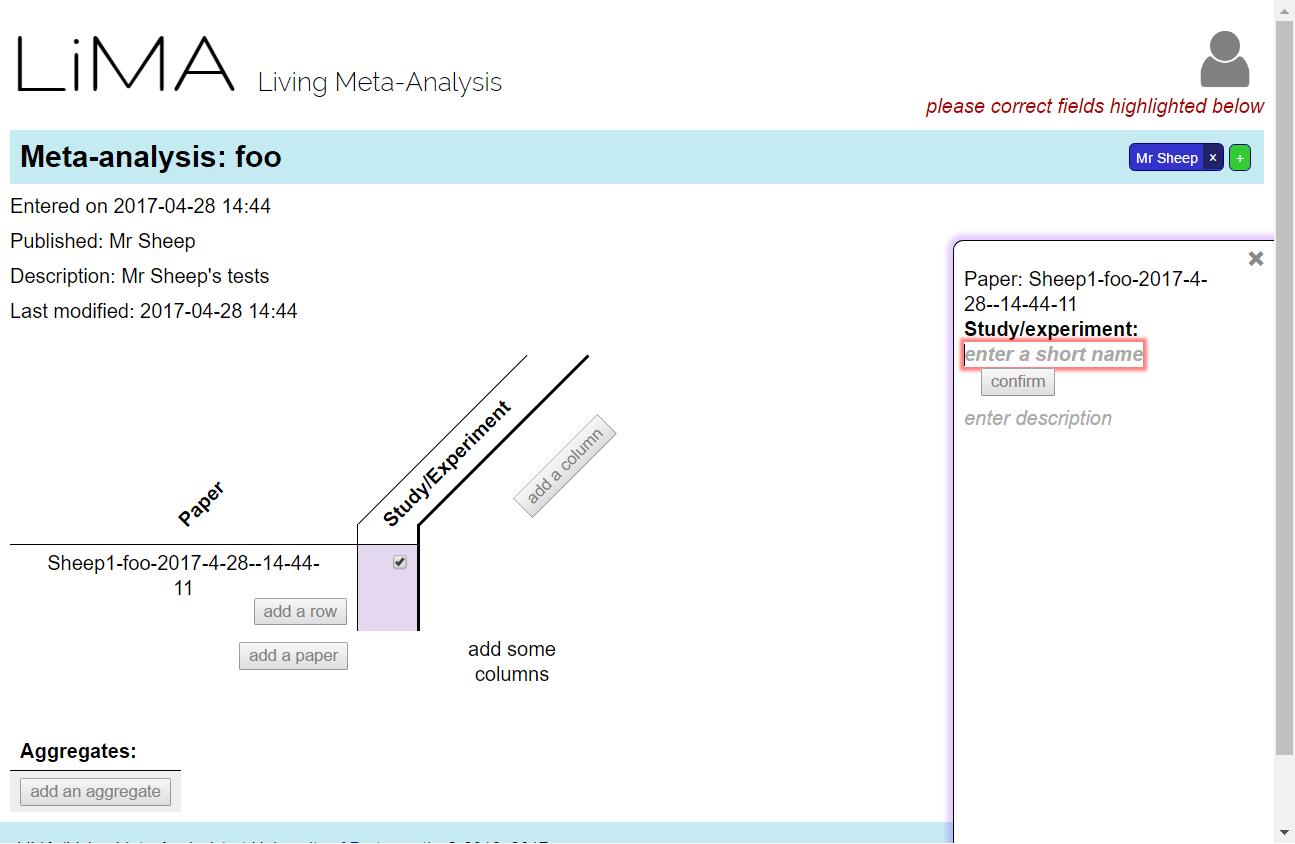 LiMA Living Meta-Analysis
please correct fields highlighted below
Meta-analysis: foo
Mr Sheep × +
Entered on 2017-04-28 14:44
Published: Mr Sheep
Description: Mr Sheep's tests
Last modified: 2017-04-28 14:44
Paper: Sheep1-foo-2017-4-
28--14-44-11
Study/experiment:
enter a short name
confirm
enter description
Paper
Study/Experiment
add a column
Sheep1-foo-2017-4-28--14-44-
11
add a row
add a paper
add some
columns
Aggregates:
add an aggregate